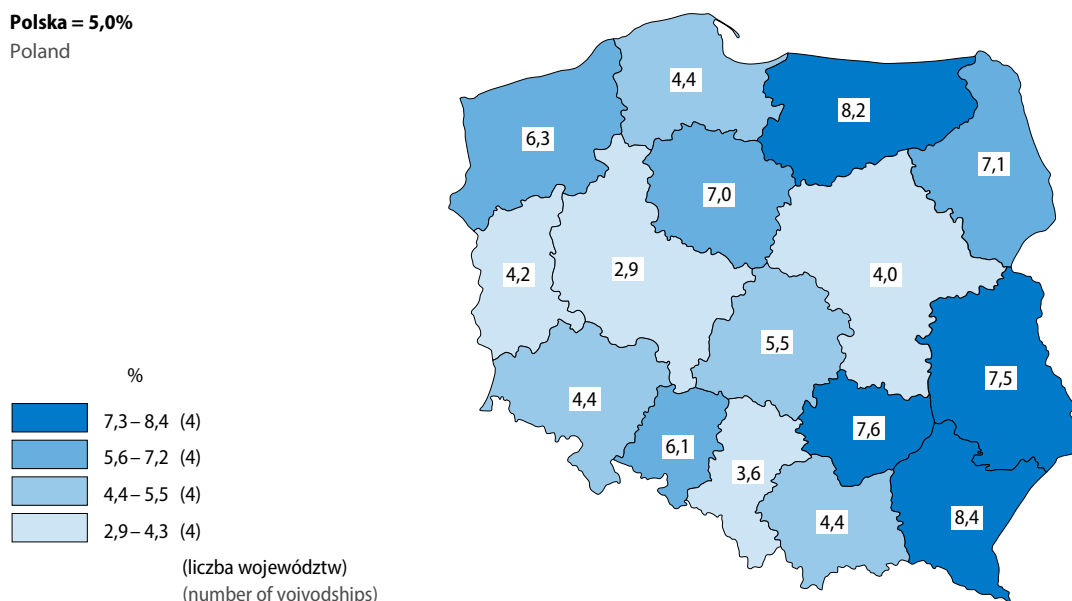 Polska = 5,0%
Poland
4,4
8,2
6,3
7,1
7,0
4,2
2,9
4,0
5,5
7,5
4,4
7,6
6,1
3,6
4,4
8,4
%
7,3 – 8,4 (4)
5,6 – 7,2 (4)
4,4 – 5,5 (4)
2,9 – 4,3 (4)
(liczba województw)
(number of voivodships)